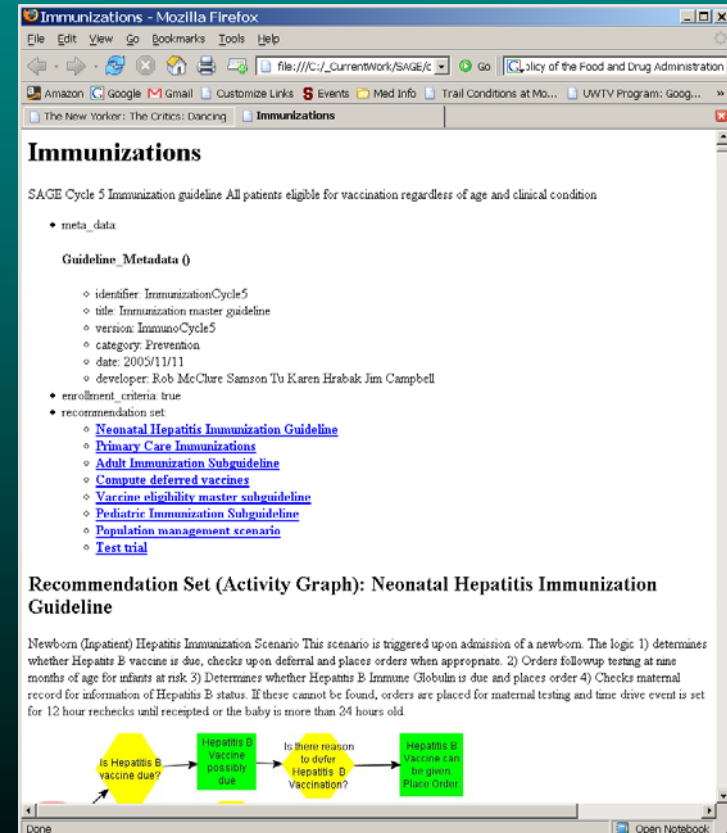 Immunizations - Mozilla Firefox
File Edit View Go Bookmarks Tools Help
file:///C:/_CurrentWork/SAGE/c Go olicy of the Food and Drug Administration
Amazon Google Gmail Customize Links Events Med Info Trail Conditions at Mo... UWTV Program: Goog... »
The New Yorker: The Critics: Dancing Immunizations
Immunizations
SAGE Cycle 5 Immunization guideline All patients eligible for vaccination regardless of age and clinical condition
meta_data:
Guideline_Metadata ()
identifier: ImmunizationCycle5
title: Immunization master guideline
version: ImmunoCycle5
category: Prevention
date: 2005/11/11
developer: Rob McClure Samson Tu Karen Hrabak Jim Campbell
enrollment_criteria: true
recommendation set:
Neonatal Hepatitis Immunization Guideline
Primary Care Immunizations
Adult Immunization Subguideline
Compute deferred vaccines
Vaccine eligibility master subguideline
Pediatric Immunization Subguideline
Population management scenario
Test trial
Recommendation Set (Activity Graph): Neonatal Hepatitis Immunization
Guideline
Newborn (Inpatient) Hepatitis Immunization Scenario This scenario is triggered upon admission of a newborn. The logic 1) determines
whether Hepatits B vaccine is due, checks upon deferral and places orders when appropriate. 2) Orders followup testing at nine
months of age for infants at risk 3) Determines whether Hepatits B Immune Globulin is due and places order 4) Checks maternal
record for information of Hepatitis B status. If these cannot be found, orders are placed for maternal testing and time drive event is set
for 12 hour rechecks until receipted or the baby is more than 24 hours old
Is Hepatitis B
vaccine due?
Hepatitis B
Vaccine
possibly
due
Is there reason
to defer
Hepatitis B
Vaccination?
Hepatitis B
Vaccine can
be given.
Place Order
Done Open Notebook